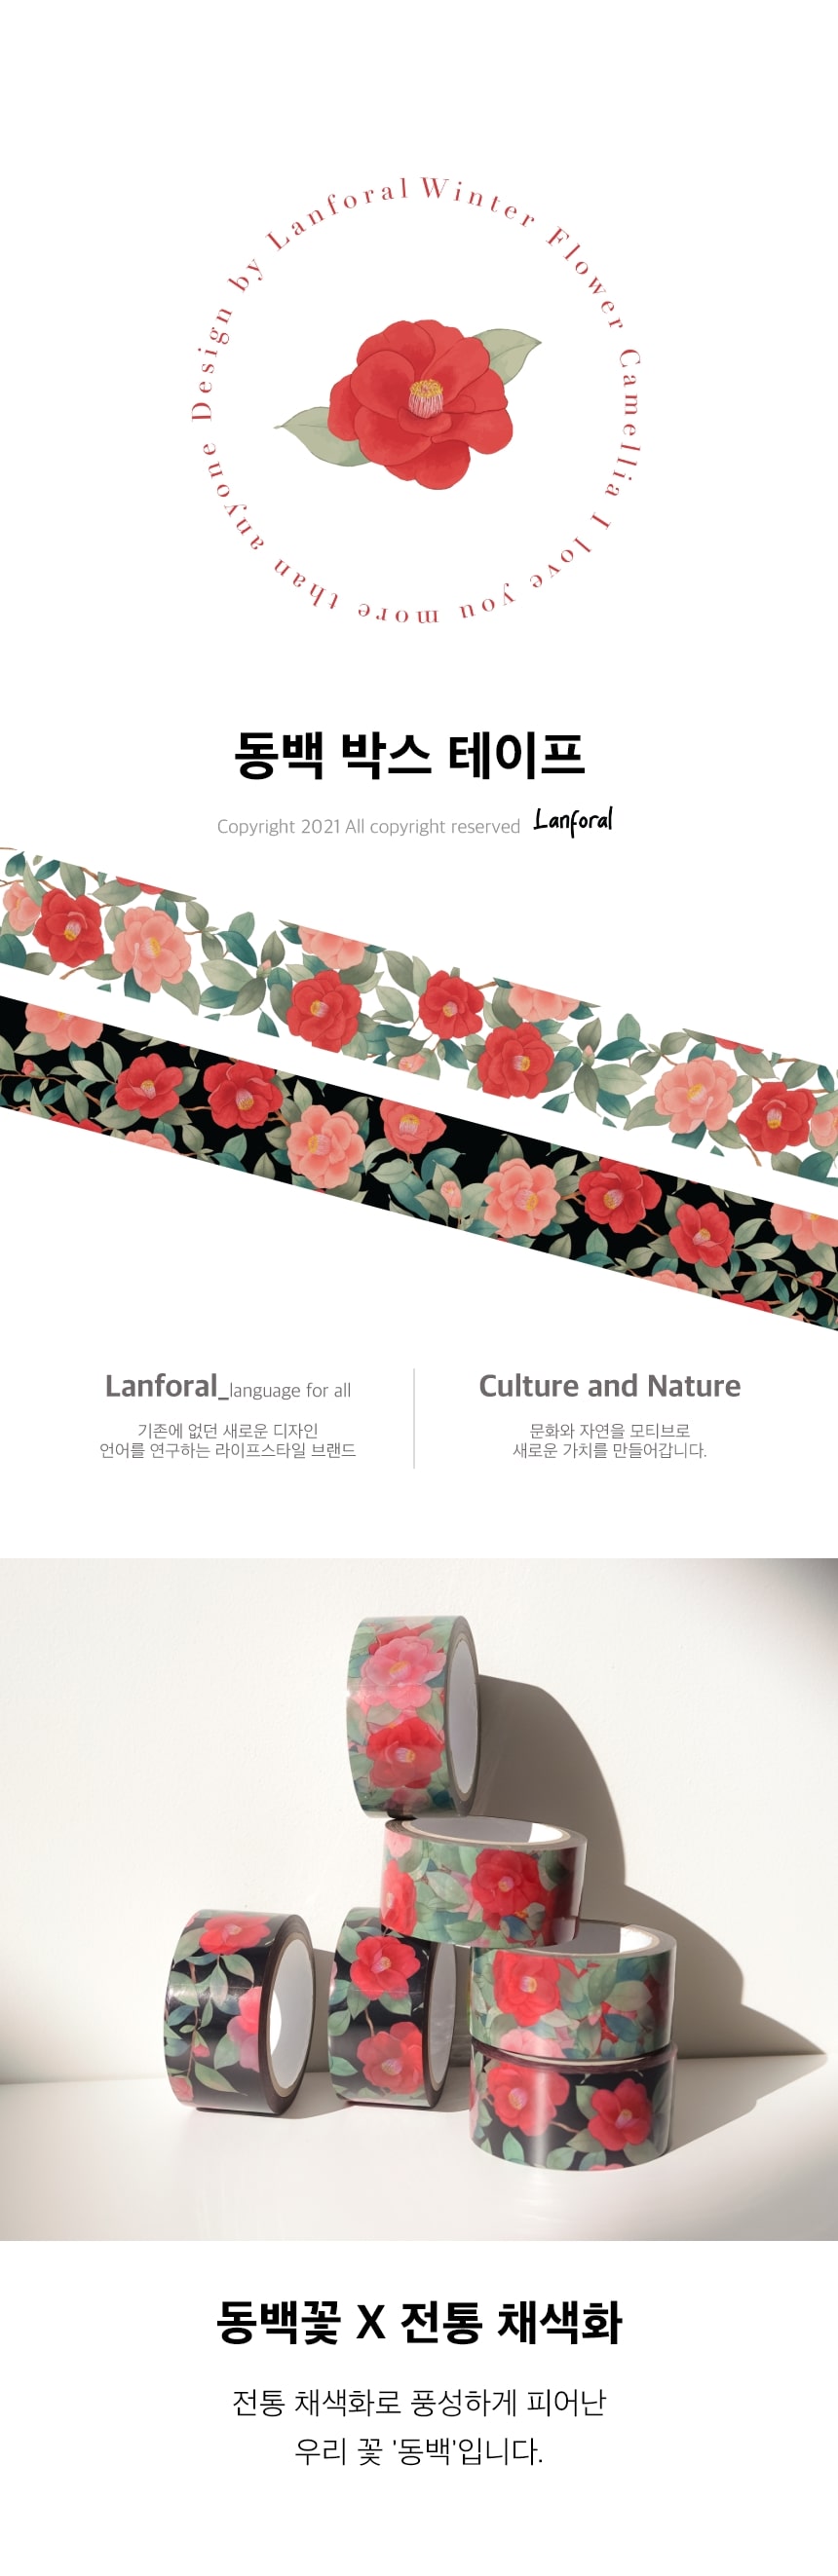 Winter Flower Camellia I love you more than anyone Design by Lanforal
동백 박스 테이프
Copyright 2021 All copyright reserved Lanforal
Lanforal_language for all
기존에 없던 새로운 디자인
언어를 연구하는 라이프스타일 브랜드
Culture and Nature
문화와 자연을 모티브로
새로운 가치를 만들어갑니다.
동백꽃 X 전통 채색화
전통 채색화로 풍성하게 피어난
우리 꽃 '동백'입니다.